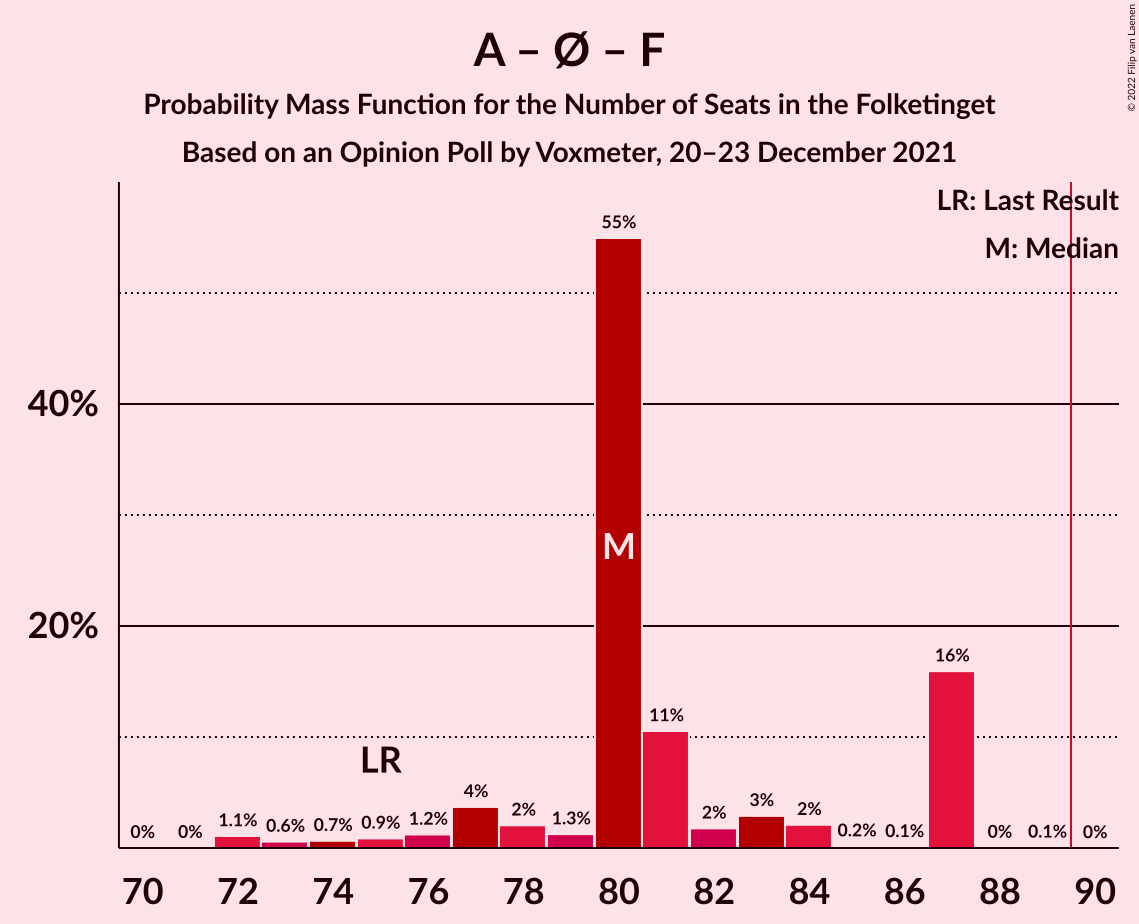 A – Ø – F
Probability Mass Function for the Number of Seats in the Folketinget
Based on an Opinion Poll by Voxmeter, 20–23 December 2021
© 2022 Filip van Laenen
LR: Last Result
M: Median
55%
40%
M
20%
16%
11%
LR
4%
3%
0% 0% 1.1% 0.6% 0.7% 0.9% 1.2% 2% 1.3% 2% 2% 0.2% 0.1% 0% 0.1% 0%
70 72 74 76 78 80 82 84 86 88 90